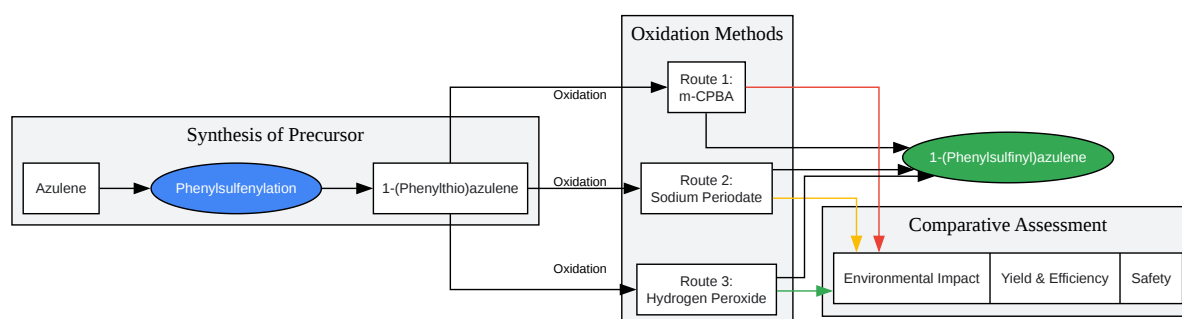 Oxidation Methods
Route 1:
m-CPBA
Oxidation
Synthesis of Precursor
Azulene
Phenylsulfenylation
1-(Phenylthio)azulene
Oxidation
Route 2:
Sodium Periodate
1-(Phenylsulfinyl)azulene
Oxidation
Route 3:
Hydrogen Peroxide
Comparative Assessment
Environmental Impact
Yield & Efficiency
Safety